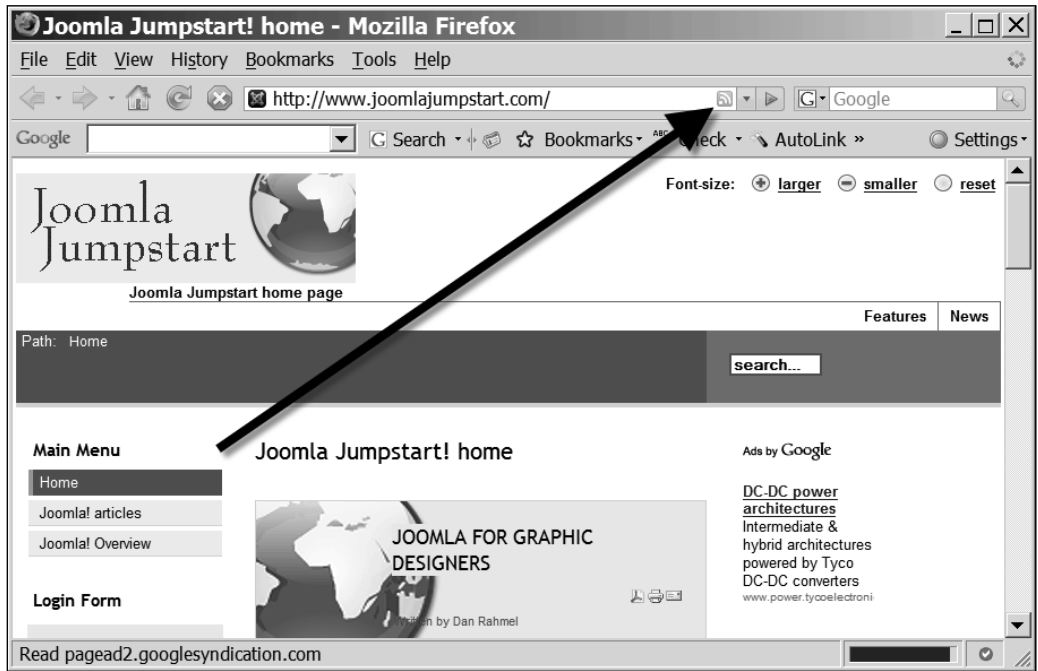 Joomla Jumpstart! home - Mozilla Firefox
File Edit View History Bookmarks Tools Help
http://www.joomlajumpstart.com/ G Google
Google G Search Bookmarks ABC AutoLink » Settings
Joomla
Jumpstart
Font-size: larger smaller reset
Joomla Jumpstart home page
Features News
Path: Home
search...
Main Menu
Home
Joomla! articles
Joomla! Overview
Login Form
Joomla Jumpstart! home
JOOMLA FOR GRAPHIC
DESIGNERS
Written by Dan Rahmel
Ads by Google
DC-DC power
architectures
Intermediate &
hybrid architectures
powered by Tyco
DC-DC converters
www.power.tycoelectroni
Read pagead2.googlesyndication.com